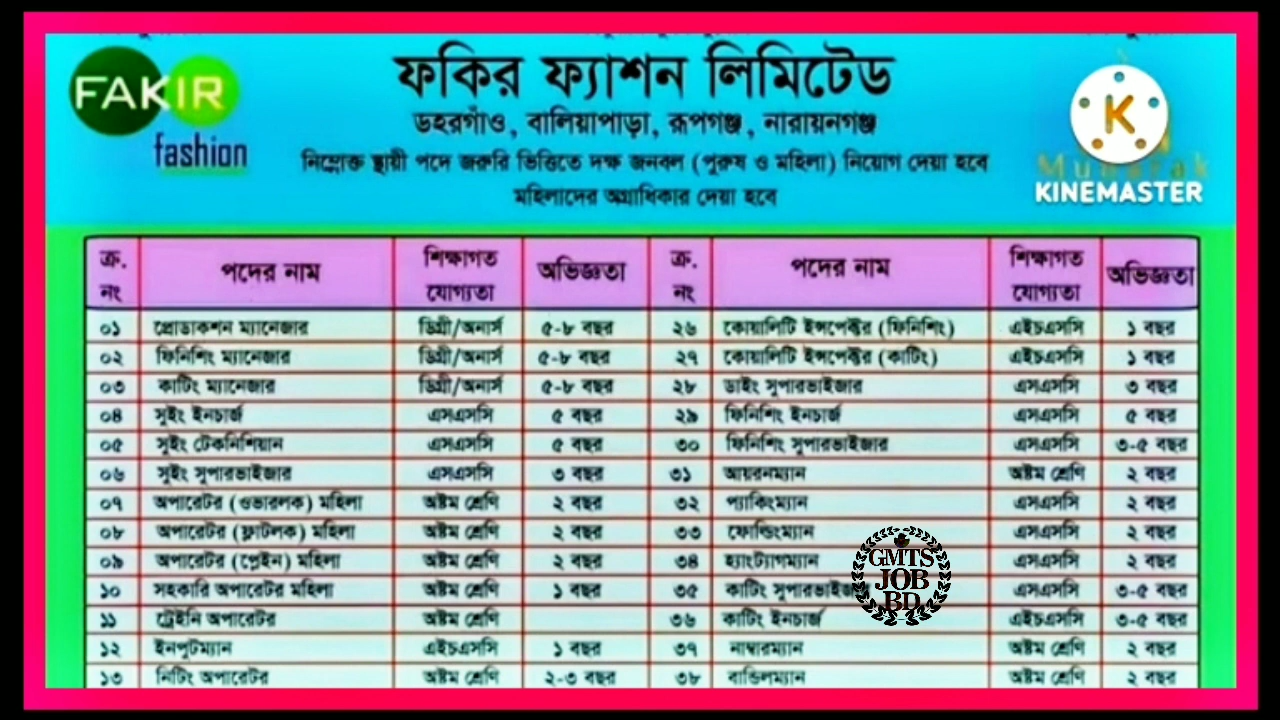 FAKIR
fashion
ফকির ফ্যাশন লিমিটেড
ডহরগাঁও, বালিয়াপাড়া, রূপগঞ্জ, নারায়নগঞ্জ
নিম্নোক্ত স্থায়ী পদে জরুরি ভিত্তিতে দক্ষ জনবল (পুরুষ ও মহিলা) নিয়োগ দেয়া হবে
মহিলাদের অগ্রাধিকার দেয়া হবে
K
Mubarak
KINEMASTER
ক্র. নং পদের নাম শিক্ষাগত যোগ্যতা অভিজ্ঞতা ক্র. নং পদের নাম শিক্ষাগত যোগ্যতা অভিজ্ঞতা
০১ প্রোডাকশন ম্যানেজার ডিগ্রী/অনার্স ৫-৮ বছর ২৬ কোয়ালিটি ইন্সপেক্টর (ফিনিশিং) এইচএসসি ১ বছর
০২ ফিনিশিং ম্যানেজার ডিগ্রী/অনার্স ৫-৮ বছর ২৭ কোয়ালিটি ইন্সপেক্টর (কাটিং) এইচএসসি ১ বছর
০৩ কাটিং ম্যানেজার ডিগ্রী/অনার্স ৫-৮ বছর ২৮ ডাইং সুপারভাইজার এসএসসি ৩ বছর
০৪ সুইং ইনচার্জ এসএসসি ৫ বছর ২৯ ফিনিশিং ইনচার্জ এসএসসি ৫ বছর
০৫ সুইং টেকনিশিয়ান এসএসসি ৫ বছর ৩০ ফিনিশিং সুপারভাইজার এসএসসি ৩-৫ বছর
০৬ সুইং সুপারভাইজার এসএসসি ৩ বছর ৩১ আয়রনম্যান অষ্টম শ্রেণি ২ বছর
০৭ অপারেটর (ওভারলক) মহিলা অষ্টম শ্রেণি ২ বছর ৩২ প্যাকিংম্যান এসএসসি ২ বছর
০৮ অপারেটর (ফ্লাটলক) মহিলা অষ্টম শ্রেণি ২ বছর ৩৩ ফোল্ডিংম্যান এসএসসি ২ বছর
০৯ অপারেটর (প্লেইন) মহিলা অষ্টম শ্রেণি ২ বছর ৩৪ হ্যাংট্যাগম্যান এসএসসি ২ বছর
১০ সহকারি অপারেটর মহিলা অষ্টম শ্রেণি ১ বছর ৩৫ কাটিং এসএসসি ৩-৫ বছর
১১ ট্রেইনি অপারেটর অষ্টম শ্রেণি ৩৬ কাটিং ইনচার্জ এইচএসসি ৩-৫ বছর
১২ ইনপুটম্যান এইচএসসি ১ বছর ৩৭ নাম্বারম্যান অষ্টম শ্রেণি ২ বছর
১৩ নিটিং অপারেটর অষ্টম শ্রেণি ২-৩ বছর ৩৮ বান্ডিলম্যান অষ্টম শ্রেণি ২ বছর
GMTS
JOB
BD